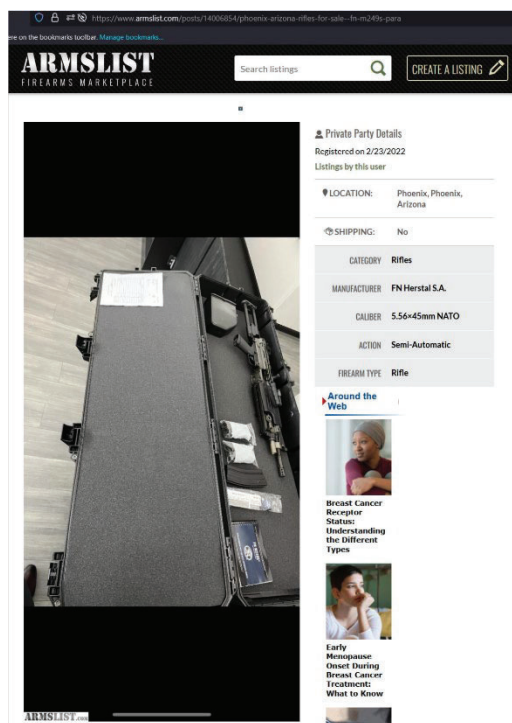 https://www.armslist.com/posts/14006854/phoenix-arizona-rifles-for-sale--fn-m249s-para
ere on the bookmarks toolbar. Manage bookmarks...
ARMSLIST
FIREARMS MARKETPLACE
Search listings
CREATE A LISTING
Private Party Details
Registered on 2/23/2022
Listings by this user
LOCATION: Phoenix, Phoenix,
Arizona
SHIPPING: No
CATEGORY Rifles
MANUFACTURER FN Herstal S.A.
CALIBER 5.56×45mm NATO
ACTION Semi-Automatic
FIREARM TYPE Rifle
Around the
Web
Breast Cancer
Receptor
Status:
Understanding
the Different
Types
Early
Menopause
Onset During
Breast Cancer
Treatment:
What to Know
ARMSLIST.com